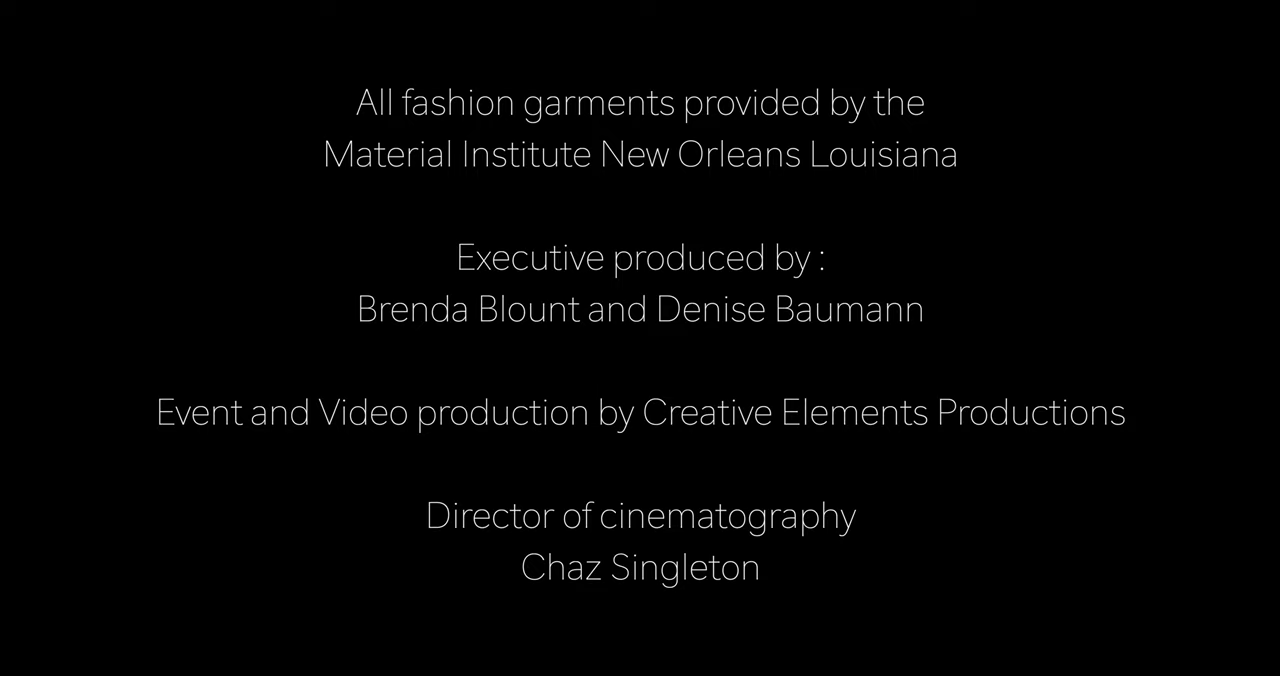 All fashion garments provided by the
Material Institute New Orleans Louisiana
Executive produced by :
Brenda Blount and Denise Baumann
Event and Video production by Creative Elements Productions
Director of cinematography
Chaz Singleton